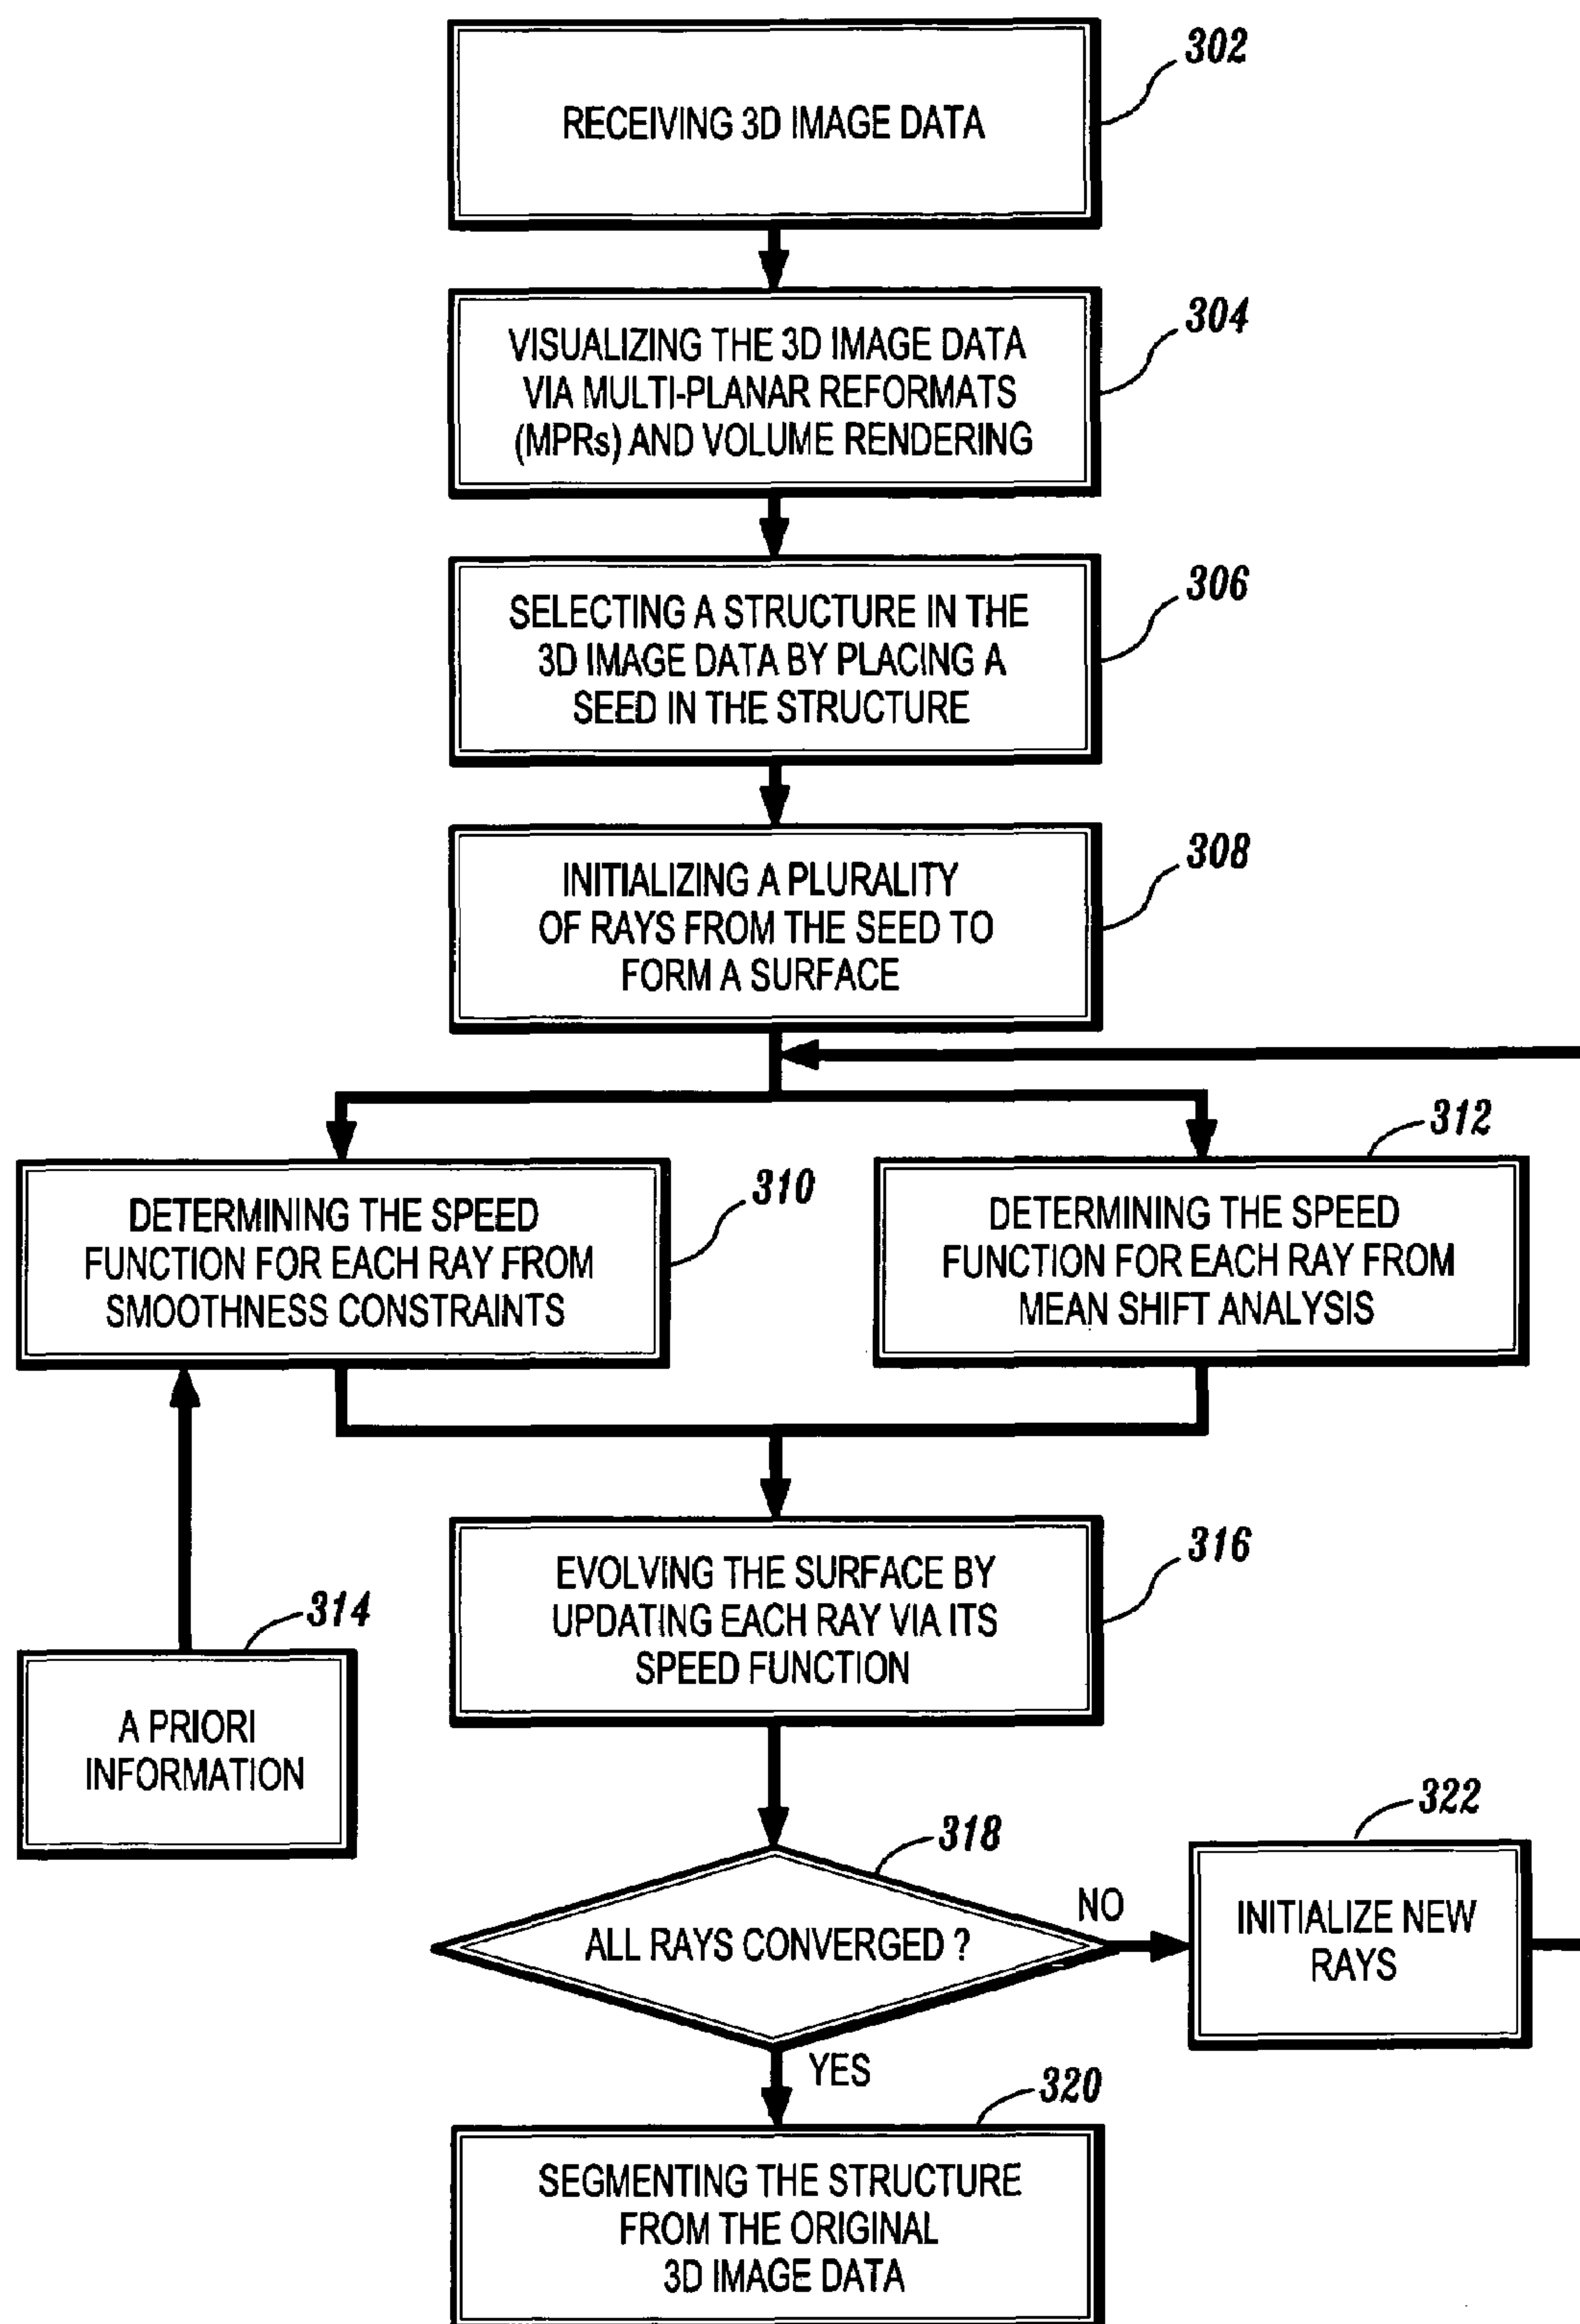 302
RECEIVING 3D IMAGE DATA
304
VISUALIZING THE 3D IMAGE DATA
VIA MULTI-PLANAR REFORMATS
(MPRs) AND VOLUME RENDERING
306
SELECTING A STRUCTURE IN THE
3D IMAGE DATA BY PLACING A
SEED IN THE STRUCTURE
308
INITIALIZING A PLURALITY
OF RAYS FROM THE SEED TO
FORM A SURFACE
310
DETERMINING THE SPEED
FUNCTION FOR EACH RAY FROM
SMOOTHNESS CONSTRAINTS
312
DETERMINING THE SPEED
FUNCTION FOR EACH RAY FROM
MEAN SHIFT ANALYSIS
314
A PRIORI
INFORMATION
316
EVOLVING THE SURFACE BY
UPDATING EACH RAY VIA ITS
SPEED FUNCTION
318
ALL RAYS CONVERGED ?
NO
322
INITIALIZE NEW
RAYS
YES
320
SEGMENTING THE STRUCTURE
FROM THE ORIGINAL
3D IMAGE DATA